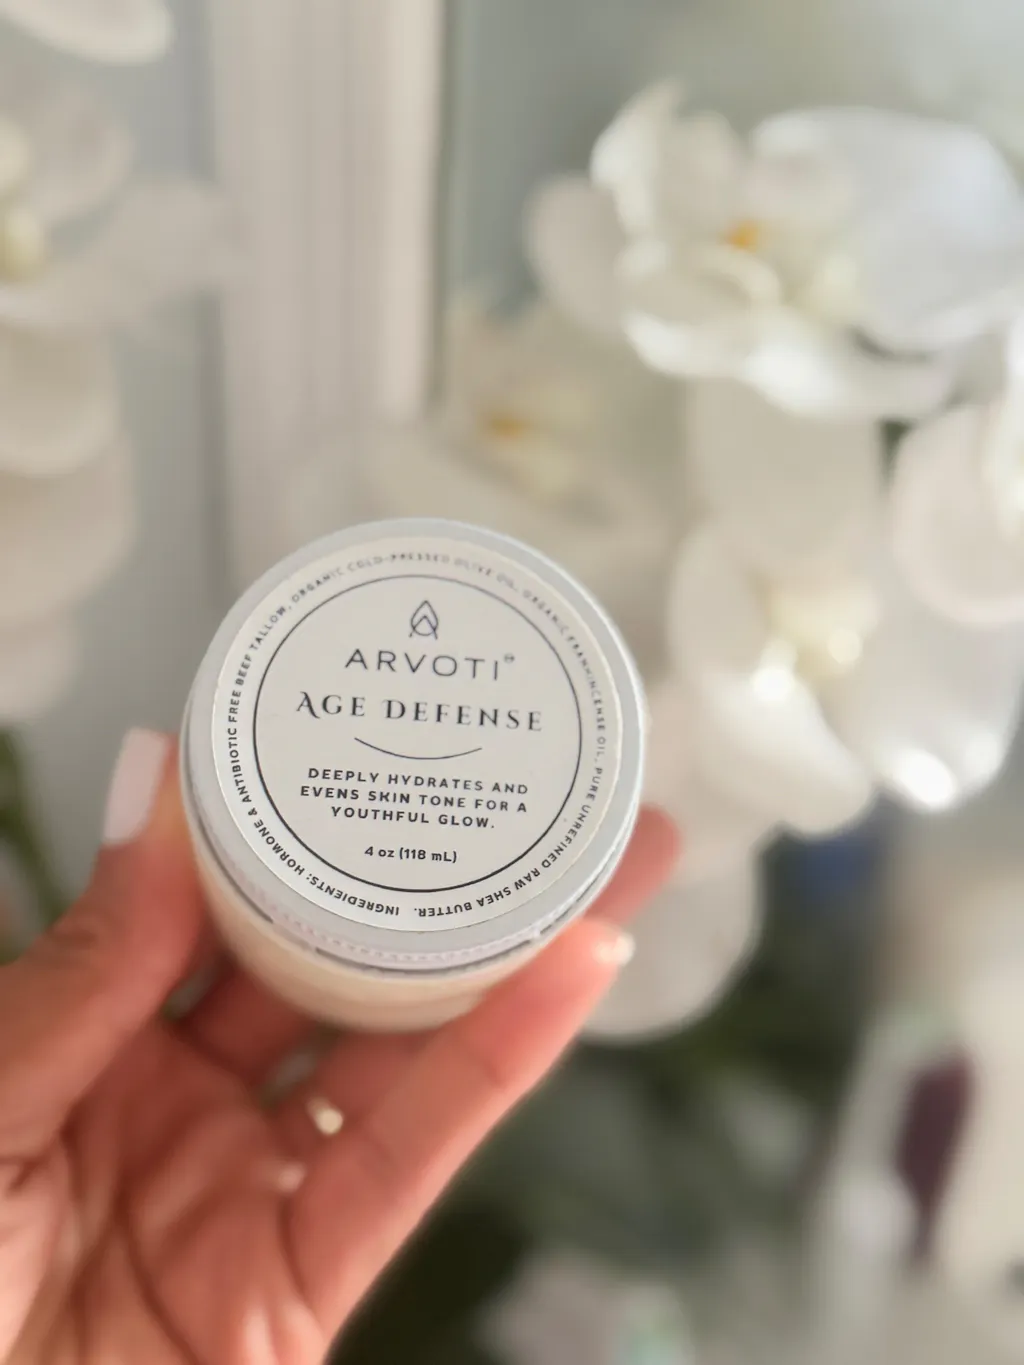 ARVOTI
AGE DEFENSE
DEEPLY HYDRATES AND
EVENS SKIN TONE FOR A
YOUTHFUL GLOW.
4 oz (118 mL)
INGREDIENTS: HORMONE & ANTIBIOTIC FREE BEEF TALLOW, ORGANIC COLD-PRESSED OLIVE OIL, ORGANIC FRANKINCENSE OIL, PURE UNREFINED RAW SHEA BUTTER.